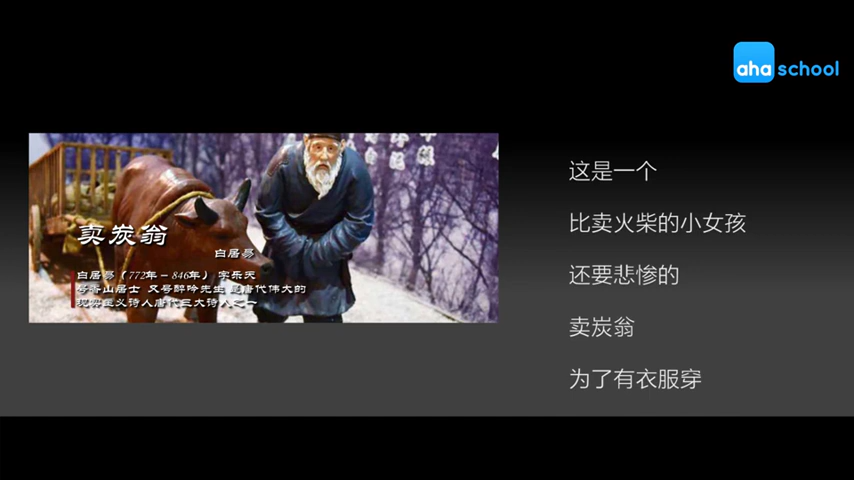 aha school
卖炭翁
白居易
白居易（772年－846年）字乐天
号香山居士 又号醉吟先生 是唐代伟大的
现实主义诗人唐代三大诗人之一
这是一个
比卖火柴的小女孩
还要悲惨的
卖炭翁
为了有衣服穿